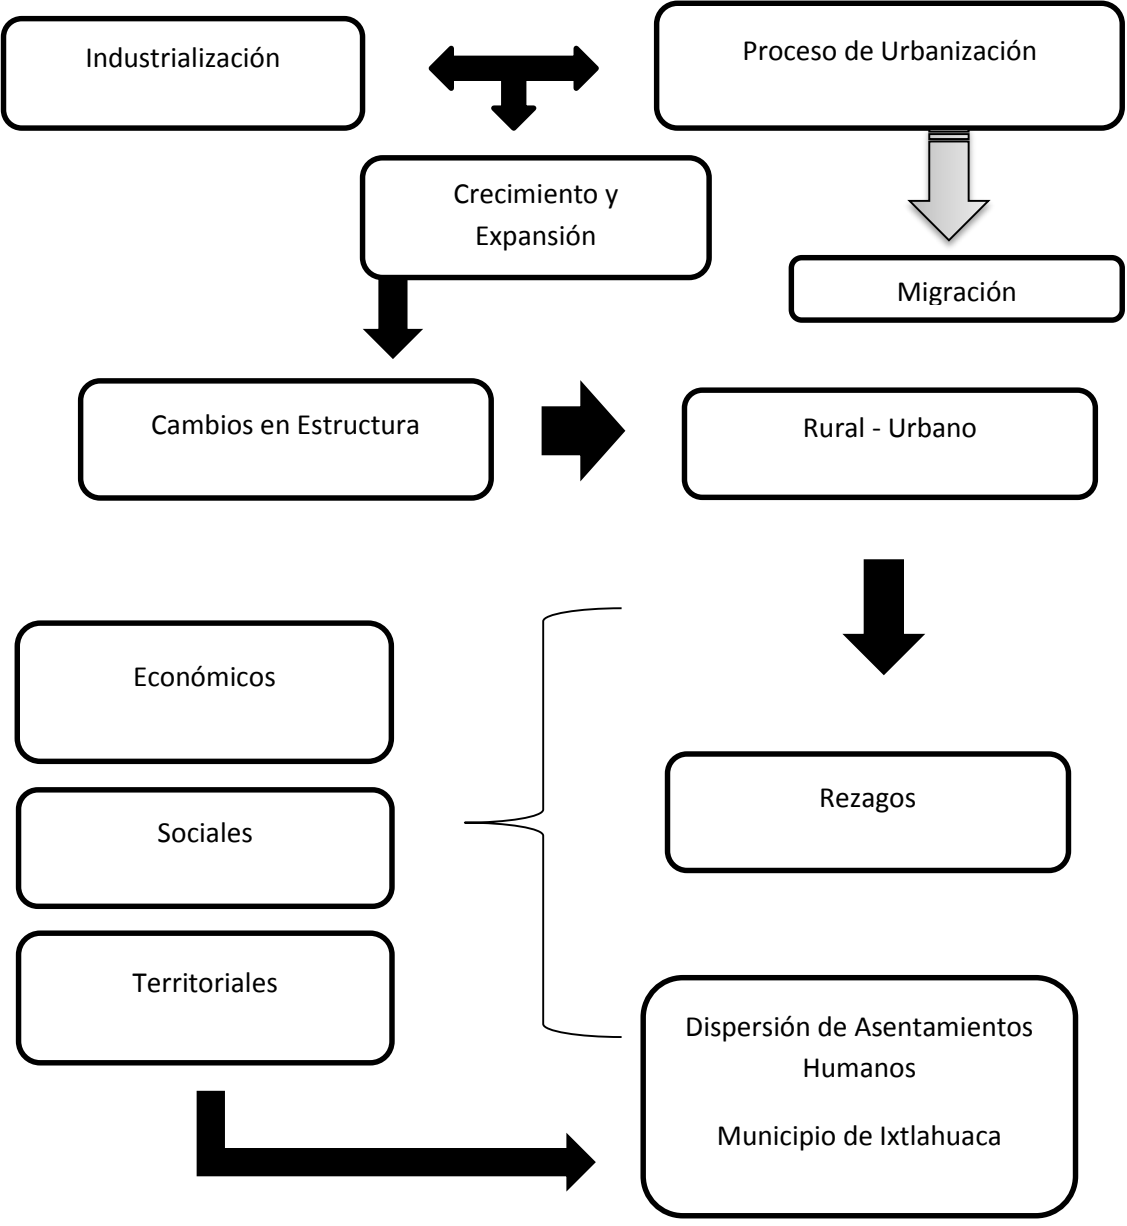 Industrialización
Proceso de Urbanización
Crecimiento y
Expansión
Migración
Cambios en Estructura
Rural - Urbano
Económicos
Sociales
Territoriales
Rezagos
Dispersión de Asentamientos
Humanos
Municipio de Ixtlahuaca